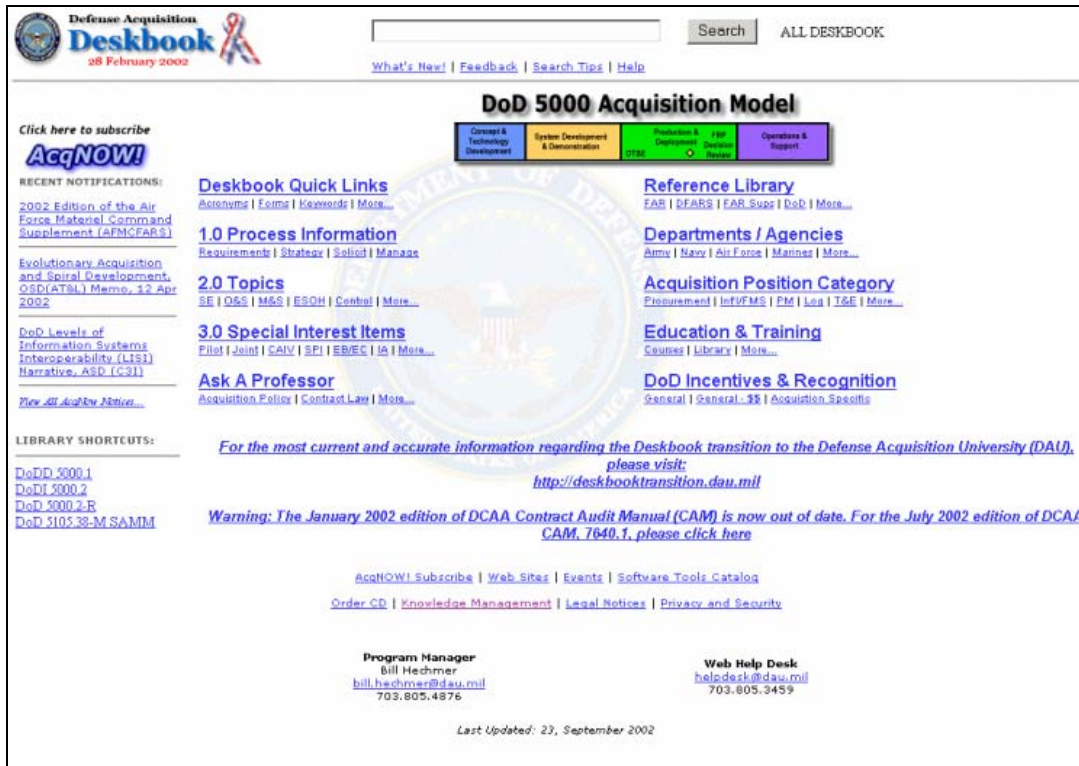 Defense Acquisition
Deskbook
28 February 2002
Search
ALL DESKBOOK
What's New! | Feedback | Search Tips | Help
DoD 5000 Acquisition Model
Concept &
Technology
Development
System Development
& Demonstration
Production &
Deployment
OT&E
FRP
Decision
Review
Operations &
Support
Click here to subscribe
AcqNOW!
RECENT NOTIFICATIONS:
2002 Edition of the Air
Force Materiel Command
Supplement (AFMCFARS)
Evolutionary Acquisition
and Spiral Development,
OSD(AT&L) Memo, 12 Apr
2002
DoD Levels of
Information Systems
Interoperability (LISI)
Narrative, ASD (C3I)
View All AcqNow Notices...
LIBRARY SHORTCUTS:
DoDD 5000.1
DoDI 5000.2
DoD 5000.2-R
DoD 5105.38-M SAMM
Deskbook Quick Links
Acronyms | Forms | Keywords | More...
1.0 Process Information
Requirements | Strategy | Solicit | Manage
2.0 Topics
SE | O&S | M&S | ESOH | Control | More...
3.0 Special Interest Items
Pilot | Joint | CAIV | SPI | EB/EC | IA | More...
Ask A Professor
Acquisition Policy | Contract Law | More...
Reference Library
FAR | DFARS | FAR Sups | DoD | More...
Departments / Agencies
Army | Navy | Air Force | Marines | More...
Acquisition Position Category
Procurement | Int'l/FMS | PM | Log | T&E | More...
Education & Training
Courses | Library | More...
DoD Incentives & Recognition
General | General - $$ | Acquistion Specific
For the most current and accurate information regarding the Deskbook transition to the Defense Acquisition University (DAU),
please visit:
http://deskbooktransition.dau.mil
Warning: The January 2002 edition of DCAA Contract Audit Manual (CAM) is now out of date. For the July 2002 edition of DCAA
CAM, 7640.1, please click here
AcqNOW! Subscribe | Web Sites | Events | Software Tools Catalog
Order CD | Knowledge Management | Legal Notices | Privacy and Security
Program Manager
Bill Hechmer
bill.hechmer@dau.mil
703.805.4876
Web Help Desk
helpdesk@dau.mil
703.805.3459
Last Updated: 23, September 2002
DEPARTMENT OF DEFENSE
UNITED STATES OF AMERICA